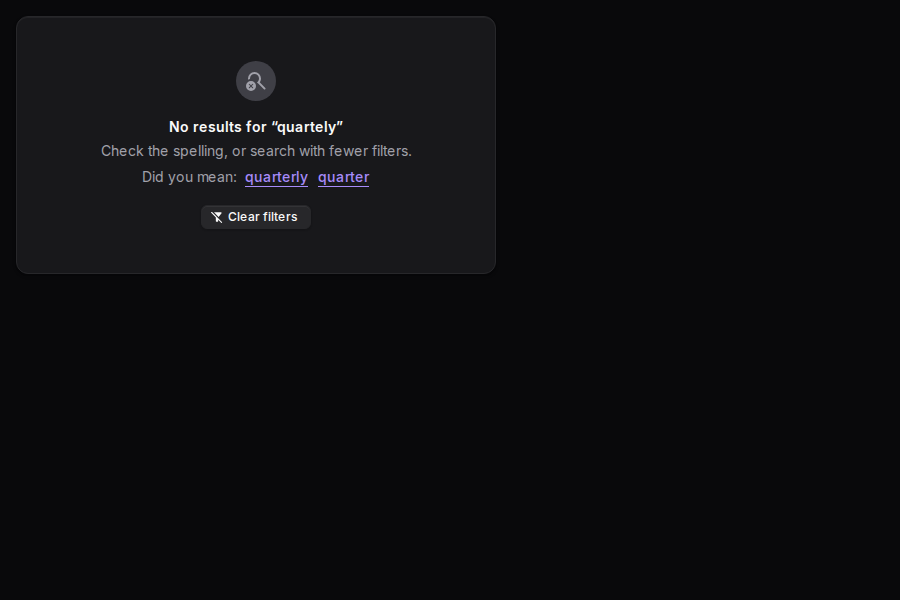 No results for “quartely”
Check the spelling, or search with fewer filters.
Did you mean: quarterly quarter
Clear filters